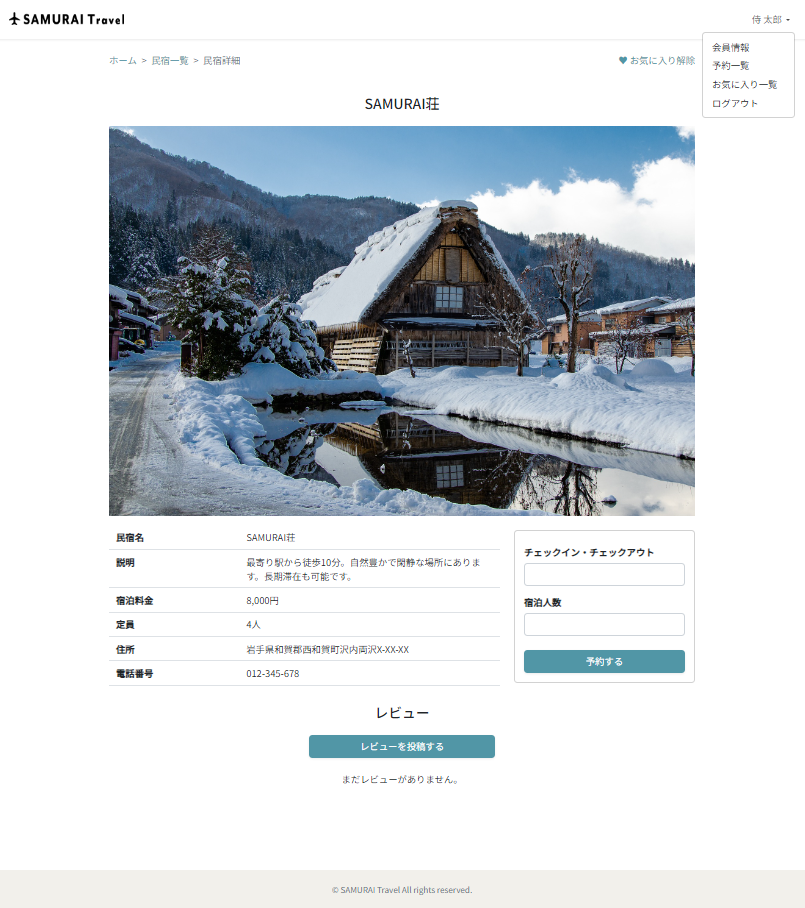 SAMURAI Travel
侍 太郎
会員情報
予約一覧
お気に入り一覧
ログアウト
ホーム > 民宿一覧 > 民宿詳細
お気に入り解除
SAMURAI荘
民宿名 SAMURAI荘
説明 最寄り駅から徒歩10分。自然豊かで閑静な場所にありま
す。長期滞在も可能です。
宿泊料金 8,000円
定員 4人
住所 岩手県和賀郡西和賀町沢内両沢X-XX-XX
電話番号 012-345-678
チェックイン・チェックアウト
宿泊人数
予約する
レビュー
レビューを投稿する
まだレビューがありません。
© SAMURAI Travel All rights reserved.